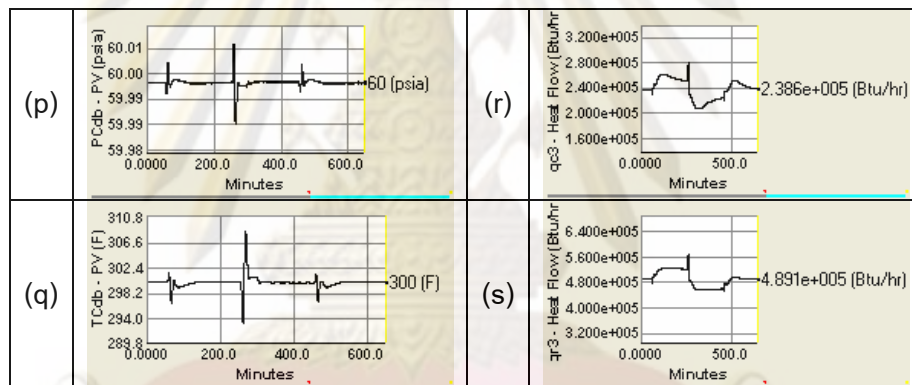 (p)
PCdb - PV (psia)
60.01
60.00
59.99
59.99
59.98
0.0000 200.0 400.0 600.0
Minutes
60 (psia)
(r)
qc3 - Heat Flow (Btu/hr
3.200e+005
2.800e+005
2.400e+005
2.000e+005
1.600e+005
0.0000 500.0
Minutes
2.386e+005 (Btu/hr)
(q)
TCdb - PV (F)
310.8
306.6
302.4
298.2
294.0
289.8
0.0000 200.0 400.0 600.0
Minutes
300 (F)
(s)
qr3 - Heat Flow (Btu/hr
6.400e+005
5.600e+005
4.800e+005
4.000e+005
3.200e+005
0.0000 500.0
Minutes
4.891e+005 (Btu/hr)